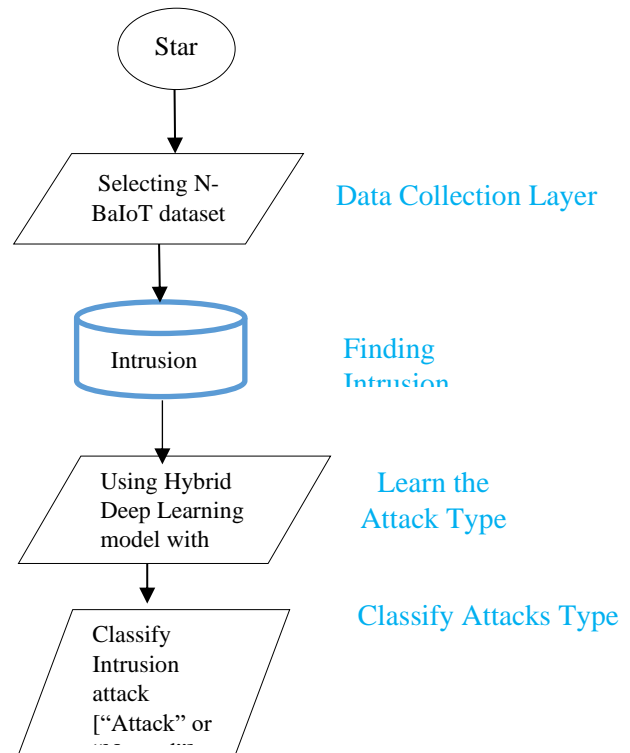 Star
Selecting N-
BaIoT dataset
Data Collection Layer
Intrusion
Finding
Intrusion
Using Hybrid
Deep Learning
model with
Learn the
Attack Type
Classify Attacks Type
Classify
Intrusion
attack
[“Attack” or